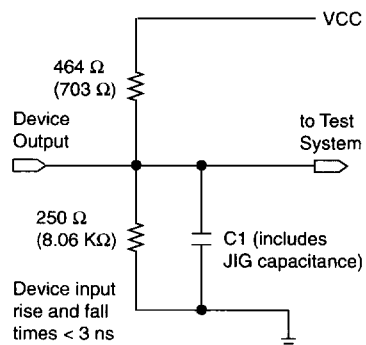 VCC
464 Ω
(703 Ω)
Device
Output
to Test
System
250 Ω
(8.06 KΩ)
C1 (includes
JIG capacitance)
Device input
rise and fall
times < 3 ns